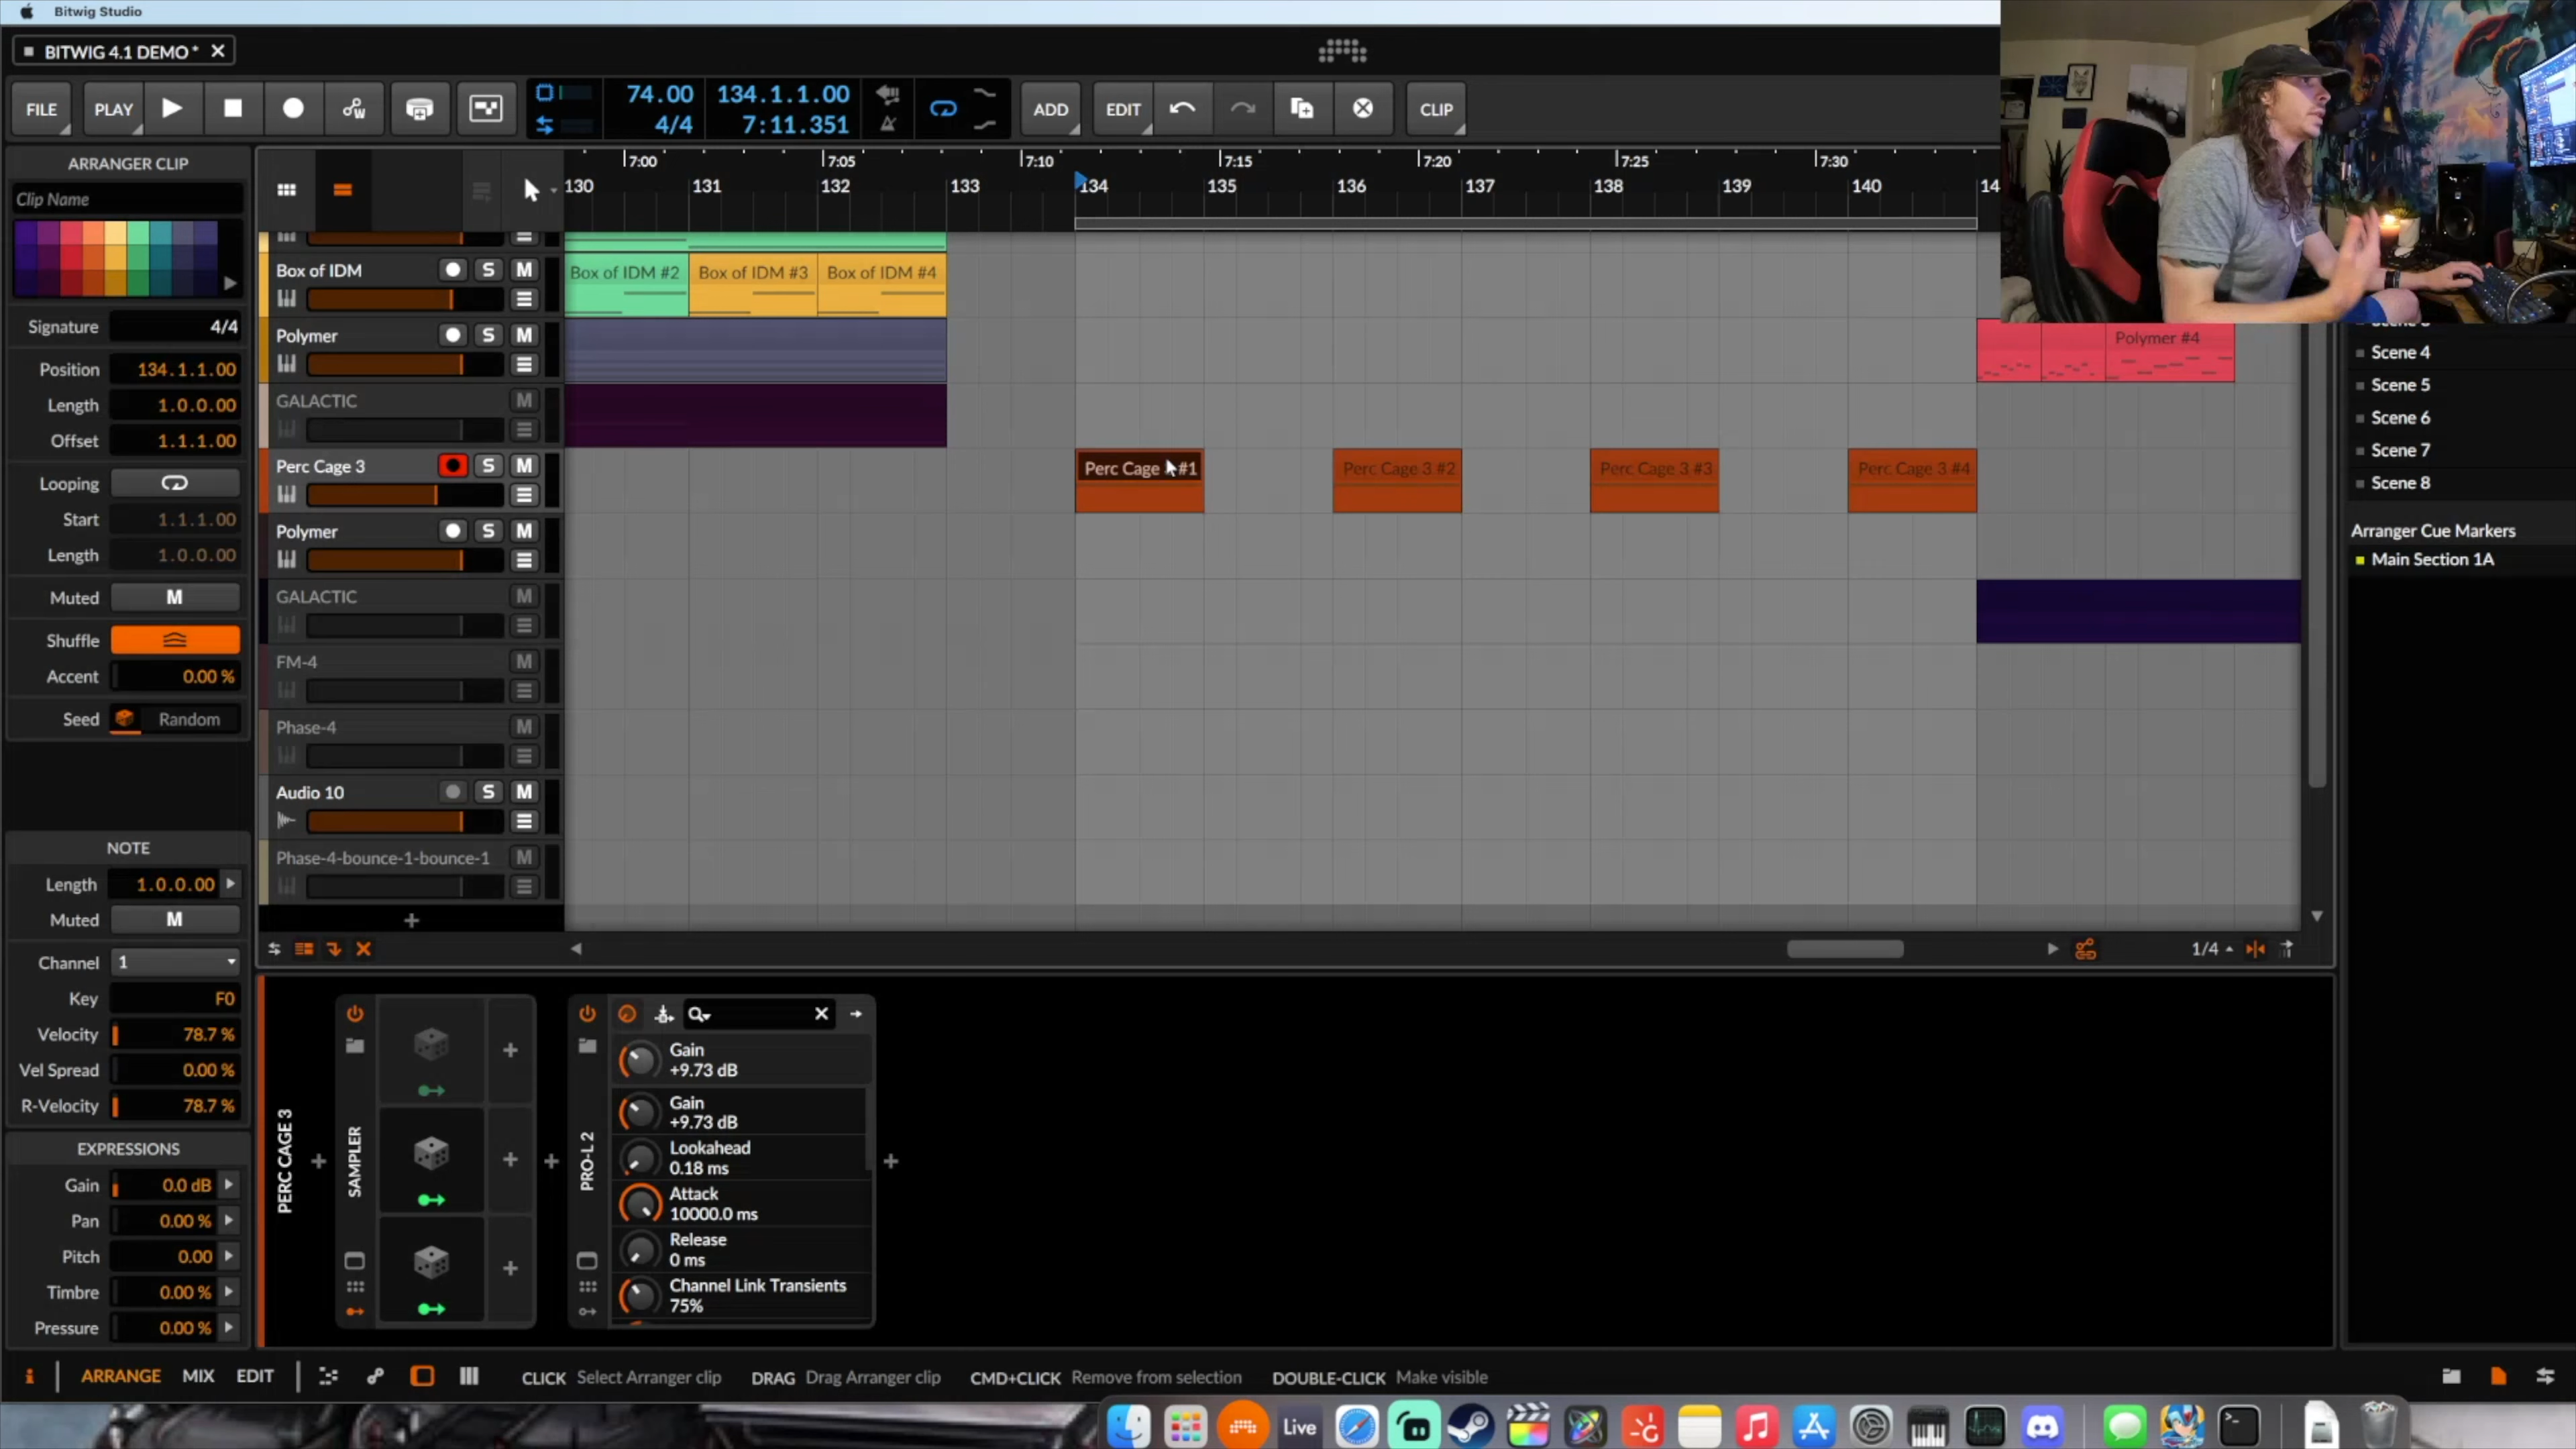 Bitwig Studio
BITWIG 4.1 DEMO*
FILE
PLAY
74.00
4/4
134.1.1.00
7:11.351
ADD
EDIT
CLIP
ARRANGER CLIP
Clip Name
Signature 4/4
Position 134.1.1.00
Length 1.0.0.00
Offset 1.1.1.00
Looping
Start 1.1.1.00
Length 1.0.0.00
Muted M
Shuffle
Accent 0.00 %
Seed Random
NOTE
Length 1.0.0.00
Muted M
Channel 1
Key F0
Velocity 78.7 %
Vel Spread 0.00 %
R-Velocity 78.7 %
EXPRESSIONS
Gain 0.0 dB
Pan 0.00 %
Pitch 0.00
Timbre 0.00 %
Pressure 0.00 %
7:00 7:05 7:10 7:15 7:20 7:25 7:30
130 131 132 133 134 135 136 137 138 139 140 14
Box of IDM S M
Box of IDM #2 Box of IDM #3 Box of IDM #4
Polymer S M
Polymer #4
GALACTIC M
Perc Cage 3 S M
Perc Cage #1 Perc Cage 3 #2 Perc Cage 3 #3 Perc Cage 3 #4
Polymer S M
GALACTIC M
FM-4 M
Phase-4 M
Audio 10 S M
Phase-4-bounce-1-bounce-1 M
1/4
Scene 4
Scene 5
Scene 6
Scene 7
Scene 8
Arranger Cue Markers
Main Section 1A
PERC CAGE 3
SAMPLER
PRO-L 2
Gain
+9.73 dB
Gain
+9.73 dB
Lookahead
0.18 ms
Attack
10000.0 ms
Release
0 ms
Channel Link Transients
75%
ARRANGE MIX EDIT
CLICK Select Arranger clip DRAG Drag Arranger clip CMD+CLICK Remove from selection DOUBLE-CLICK Make visible
Live